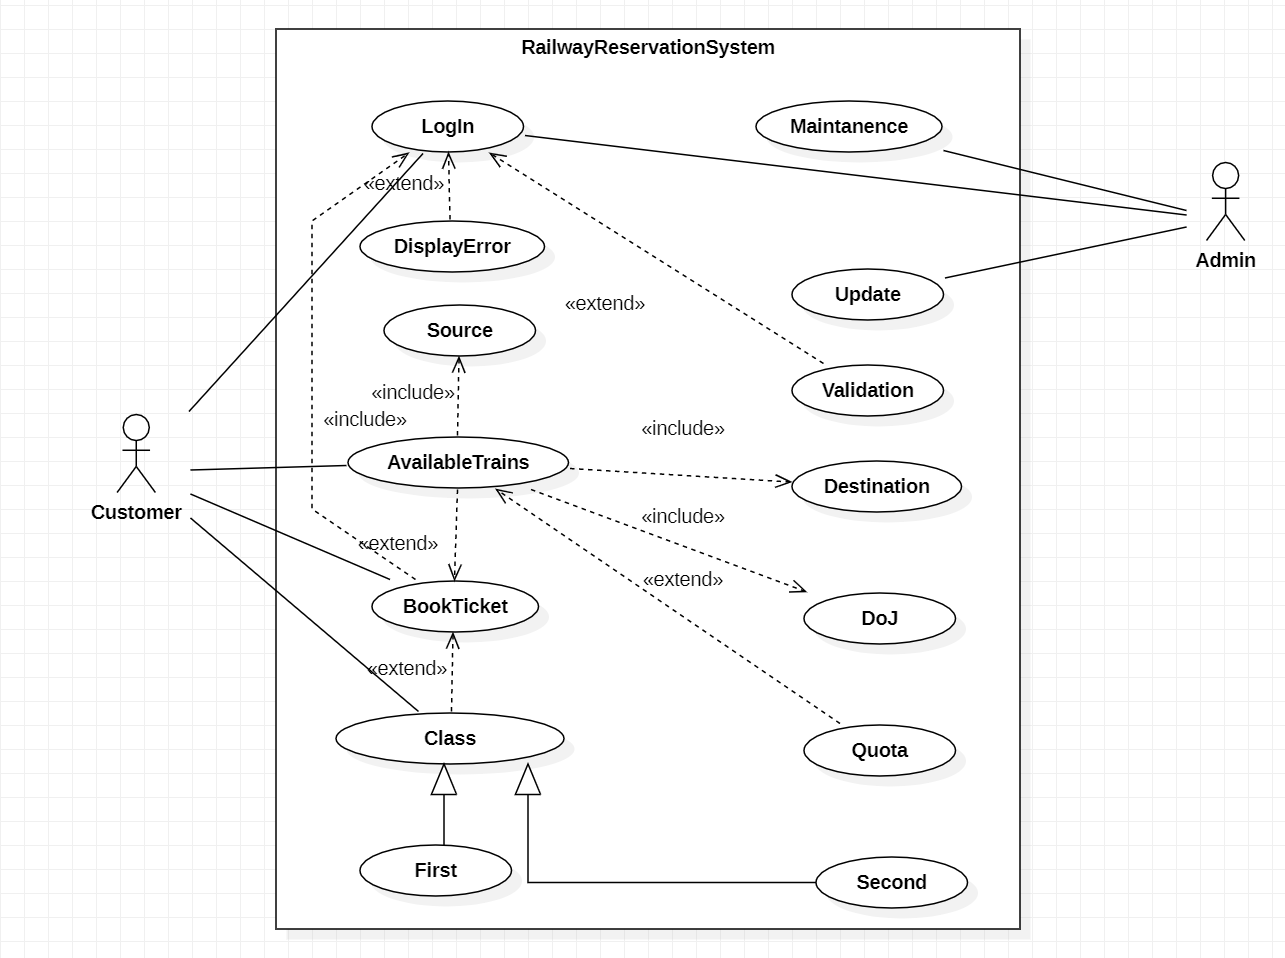 RailwayReservationSystem
LogIn
Maintanence
«extend»
DisplayError
Admin
Update
«extend»
Source
Validation
«include»
«include»
«include»
AvailableTrains
Destination
Customer
«include»
«extend»
«extend»
BookTicket
DoJ
«extend»
Class
Quota
First
Second